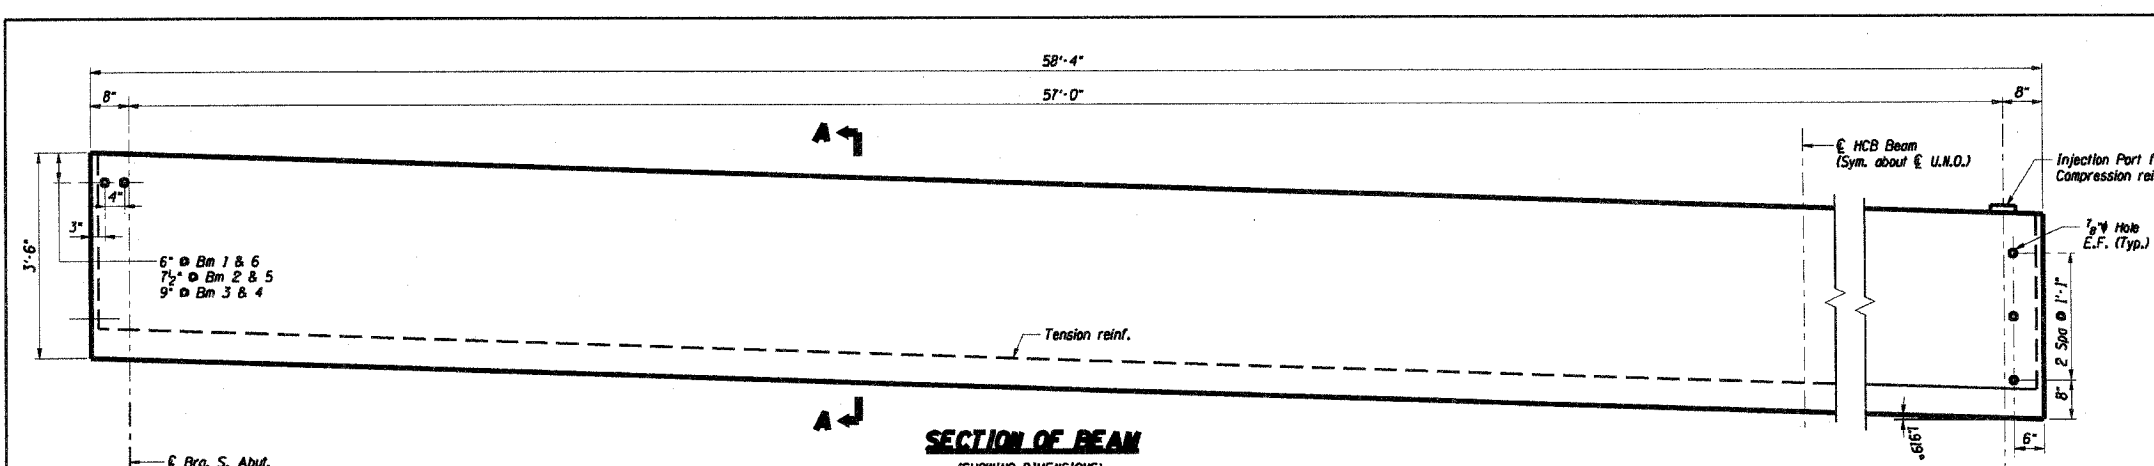 58'-4"
8"
57'-0"
8"
A
℄ HCB Beam
(Sym. about ℄ U.N.O.)
Injection Port
Compression
4"
3"
3'-6"
6" @ Bm 1 & 6
7½" @ Bm 2 & 5
9" @ Bm 3 & 4
⅞"ϕ Hole
E.F. (Typ.)
2 Spa @ 1'-1"
Tension reinf.
8"
A
6"
SECTION OF BEAM
(SHOWING DIMENSIONS)
℄ Brg. S. Abut.